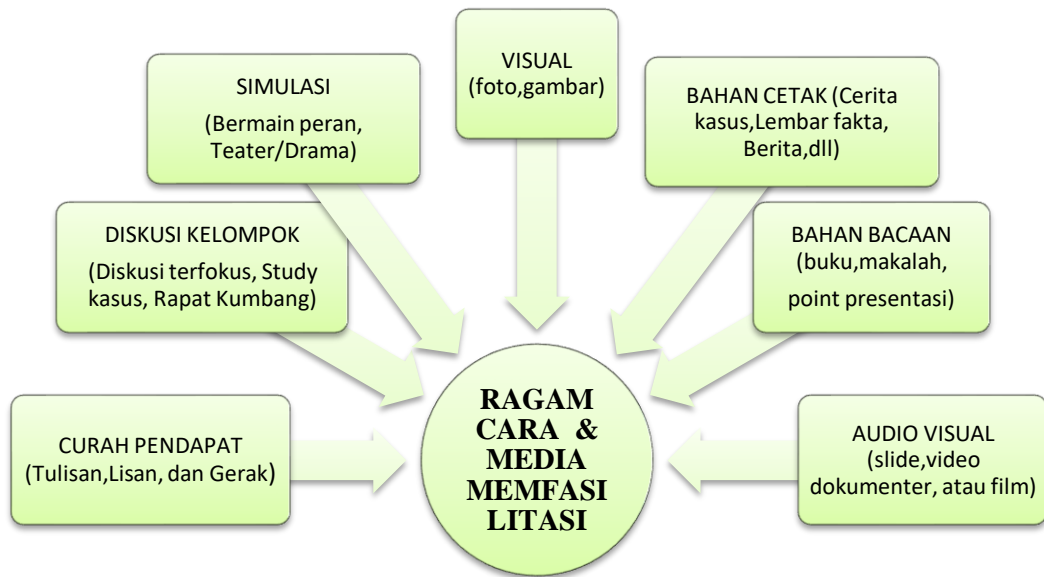 VISUAL
(foto,gambar)
SIMULASI
(Bermain peran,
Teater/Drama)
BAHAN CETAK (Cerita
kasus,Lembar fakta,
Berita,dll)
DISKUSI KELOMPOK
(Diskusi terfokus, Study
kasus, Rapat Kumbang)
BAHAN BACAAN
(buku,makalah,
point presentasi)
CURAH PENDAPAT
(Tulisan,Lisan, dan Gerak)
RAGAM
CARA &
MEDIA
MEMFASI
LITASI
AUDIO VISUAL
(slide,video
dokumenter, atau film)